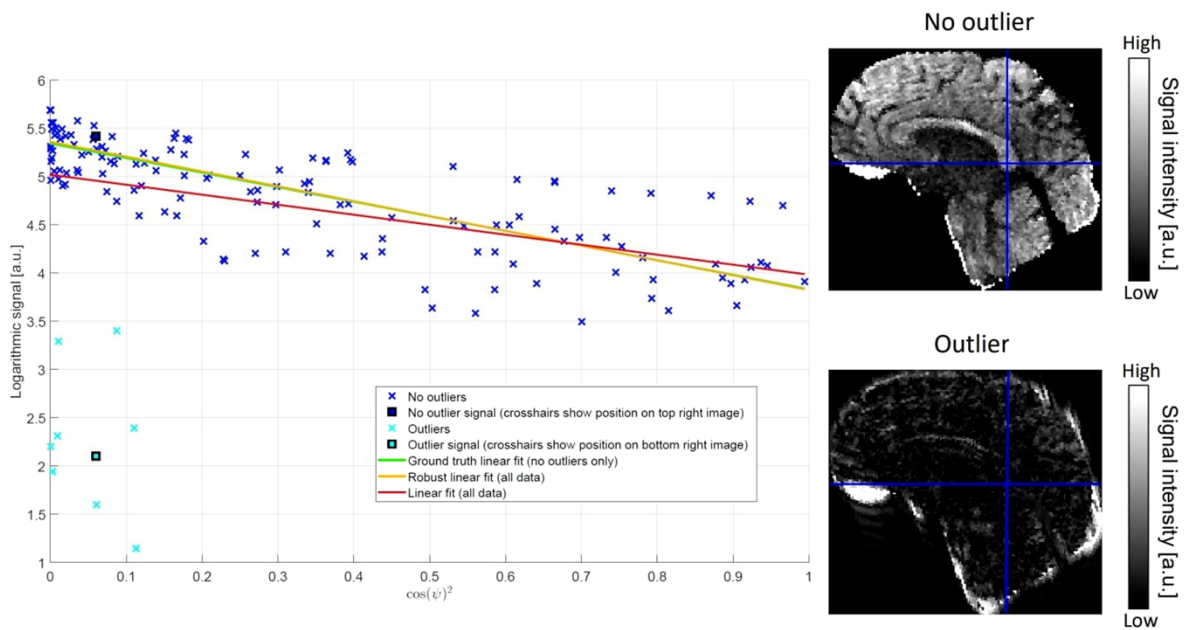 No outlier
High
Signal intensity [a.u.]
Low
6
5.5
5
4.5
4
3.5
3
2.5
2
1.5
1
Logarithmic signal [a.u.]
0
0.1
0.2
0.3
0.4
0.5
0.6
0.7
0.8
0.9
1
cos(ψ)²
No outliers
No outlier signal (crosshairs show position on top right image)
Outliers
Outlier signal (crosshairs show position on bottom right image)
Ground truth linear fit (no outliers only)
Robust linear fit (all data)
Linear fit (all data)
Outlier
High
Signal intensity [a.u.]
Low